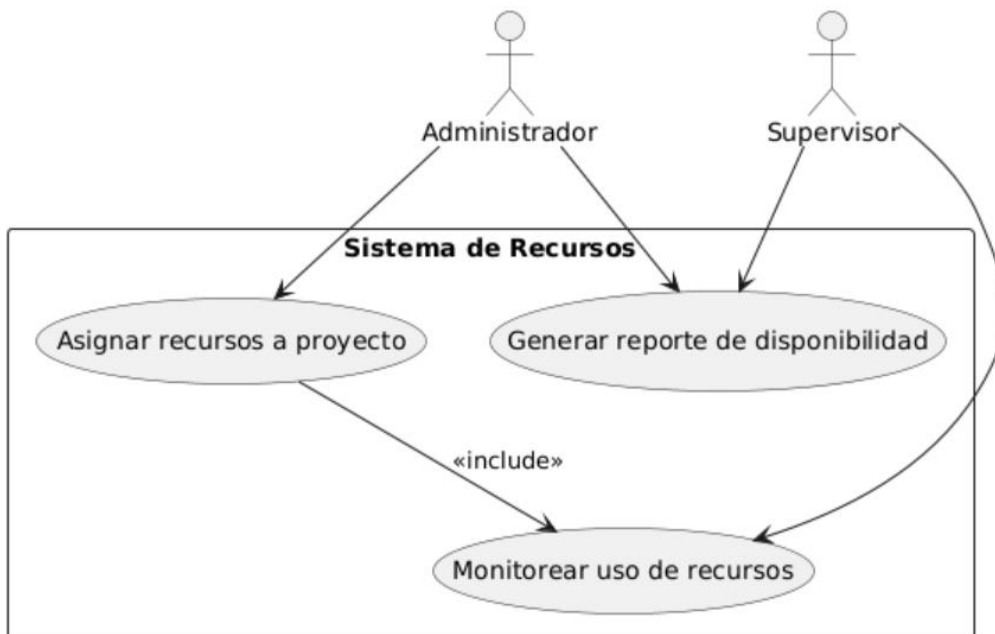 Administrador
Supervisor
Sistema de Recursos
Asignar recursos a proyecto
Generar reporte de disponibilidad
«include»
Monitorear uso de recursos